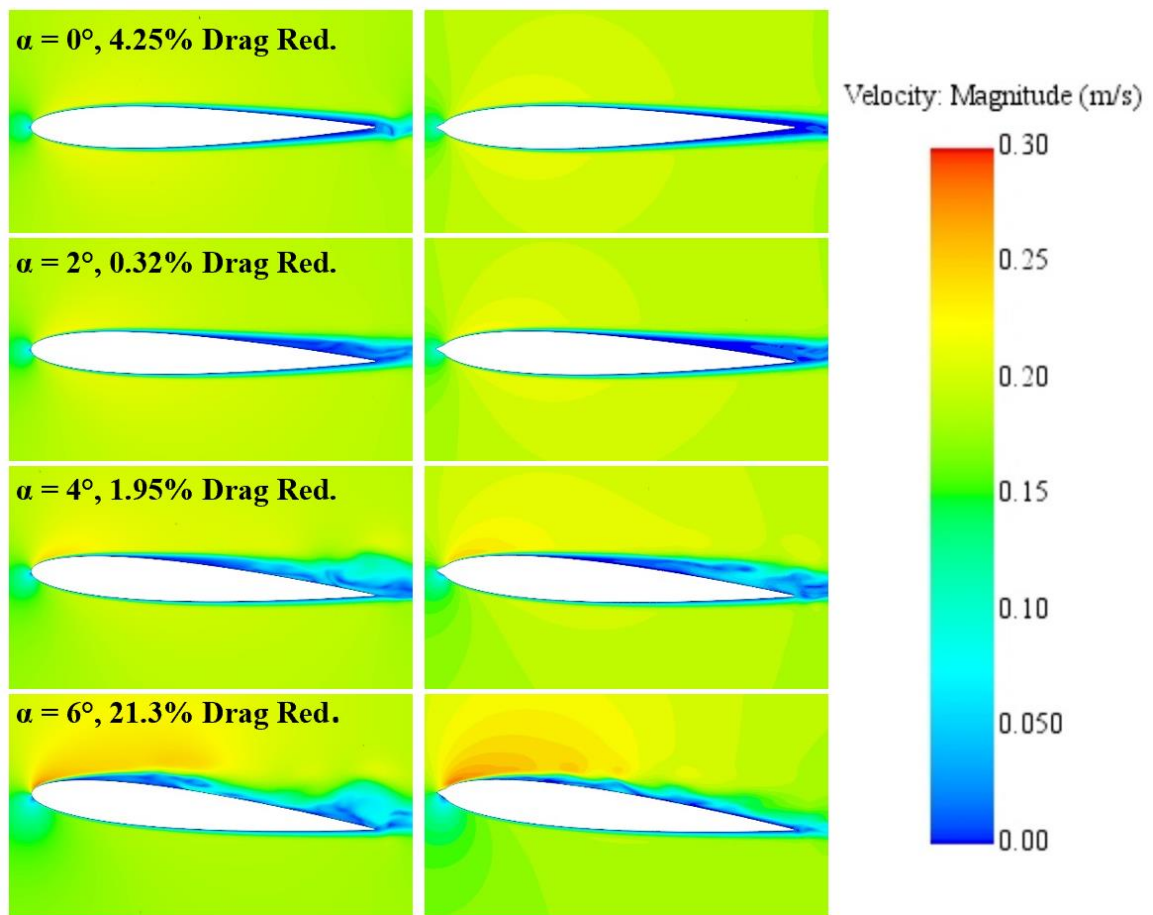 α = 0°, 4.25% Drag Red.
α = 2°, 0.32% Drag Red.
α = 4°, 1.95% Drag Red.
α = 6°, 21.3% Drag Red.
Velocity: Magnitude (m/s)
0.30
0.25
0.20
0.15
0.10
0.050
0.00